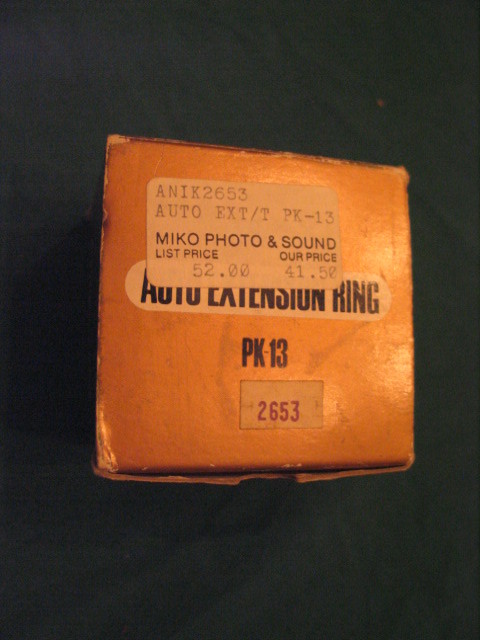 ANIK2653
AUTO EXT/T PK-13
MIKO PHOTO & SOUND
LIST PRICE OUR PRICE
52.00 41.50
AUTO EXTENSION RING
PK-13
2653